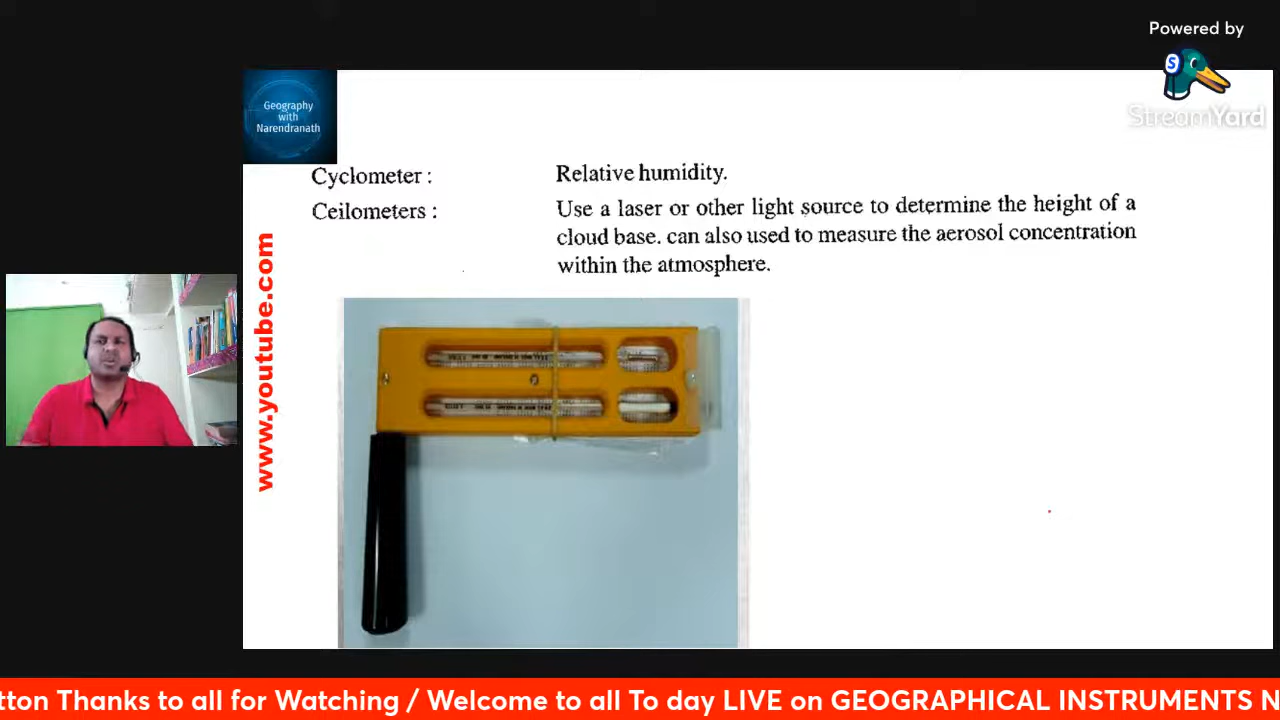 Powered by
StreamYard
Geography
with
Narendranath
Cyclometer : Relative humidity.
Ceilometers : Use a laser or other light source to determine the height of a
cloud base. can also used to measure the aerosol concentration
within the atmosphere.
www.youtube.com
tton Thanks to all for Watching / Welcome to all To day LIVE on GEOGRAPHICAL INSTRUMENTS N